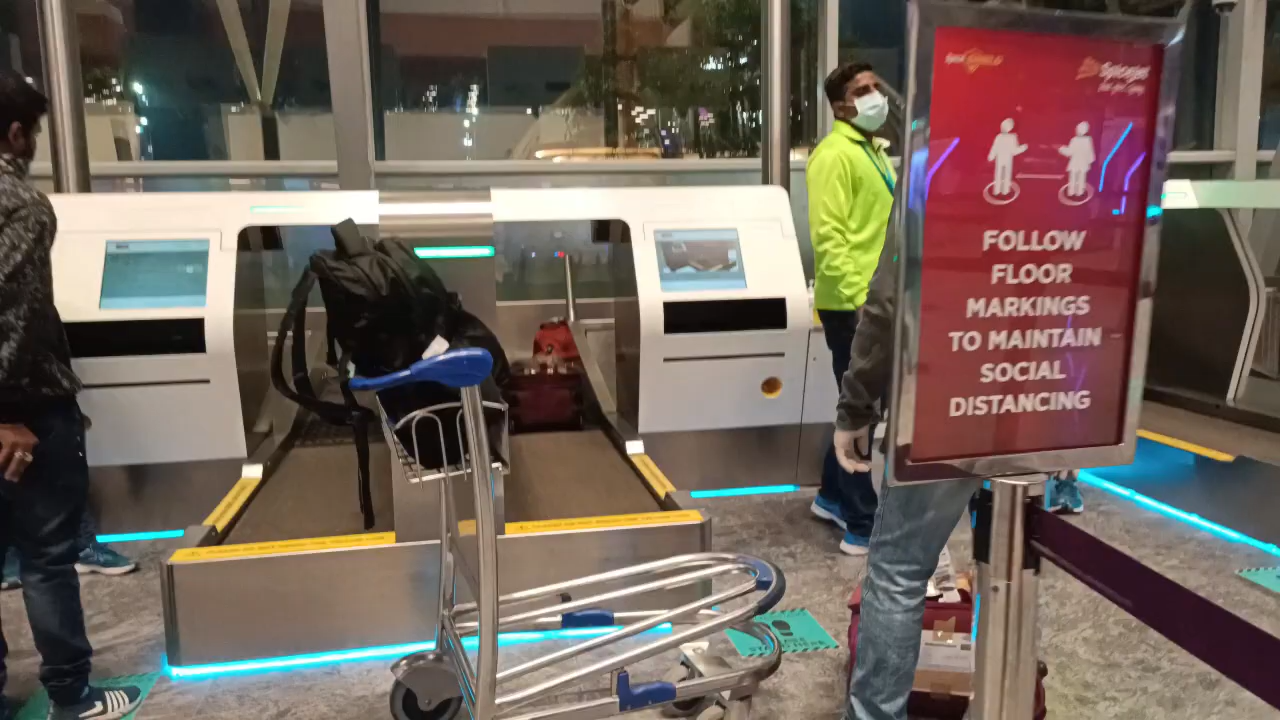 SpiceJet
FOLLOW
FLOOR
MARKINGS
TO MAINTAIN
SOCIAL
DISTANCING